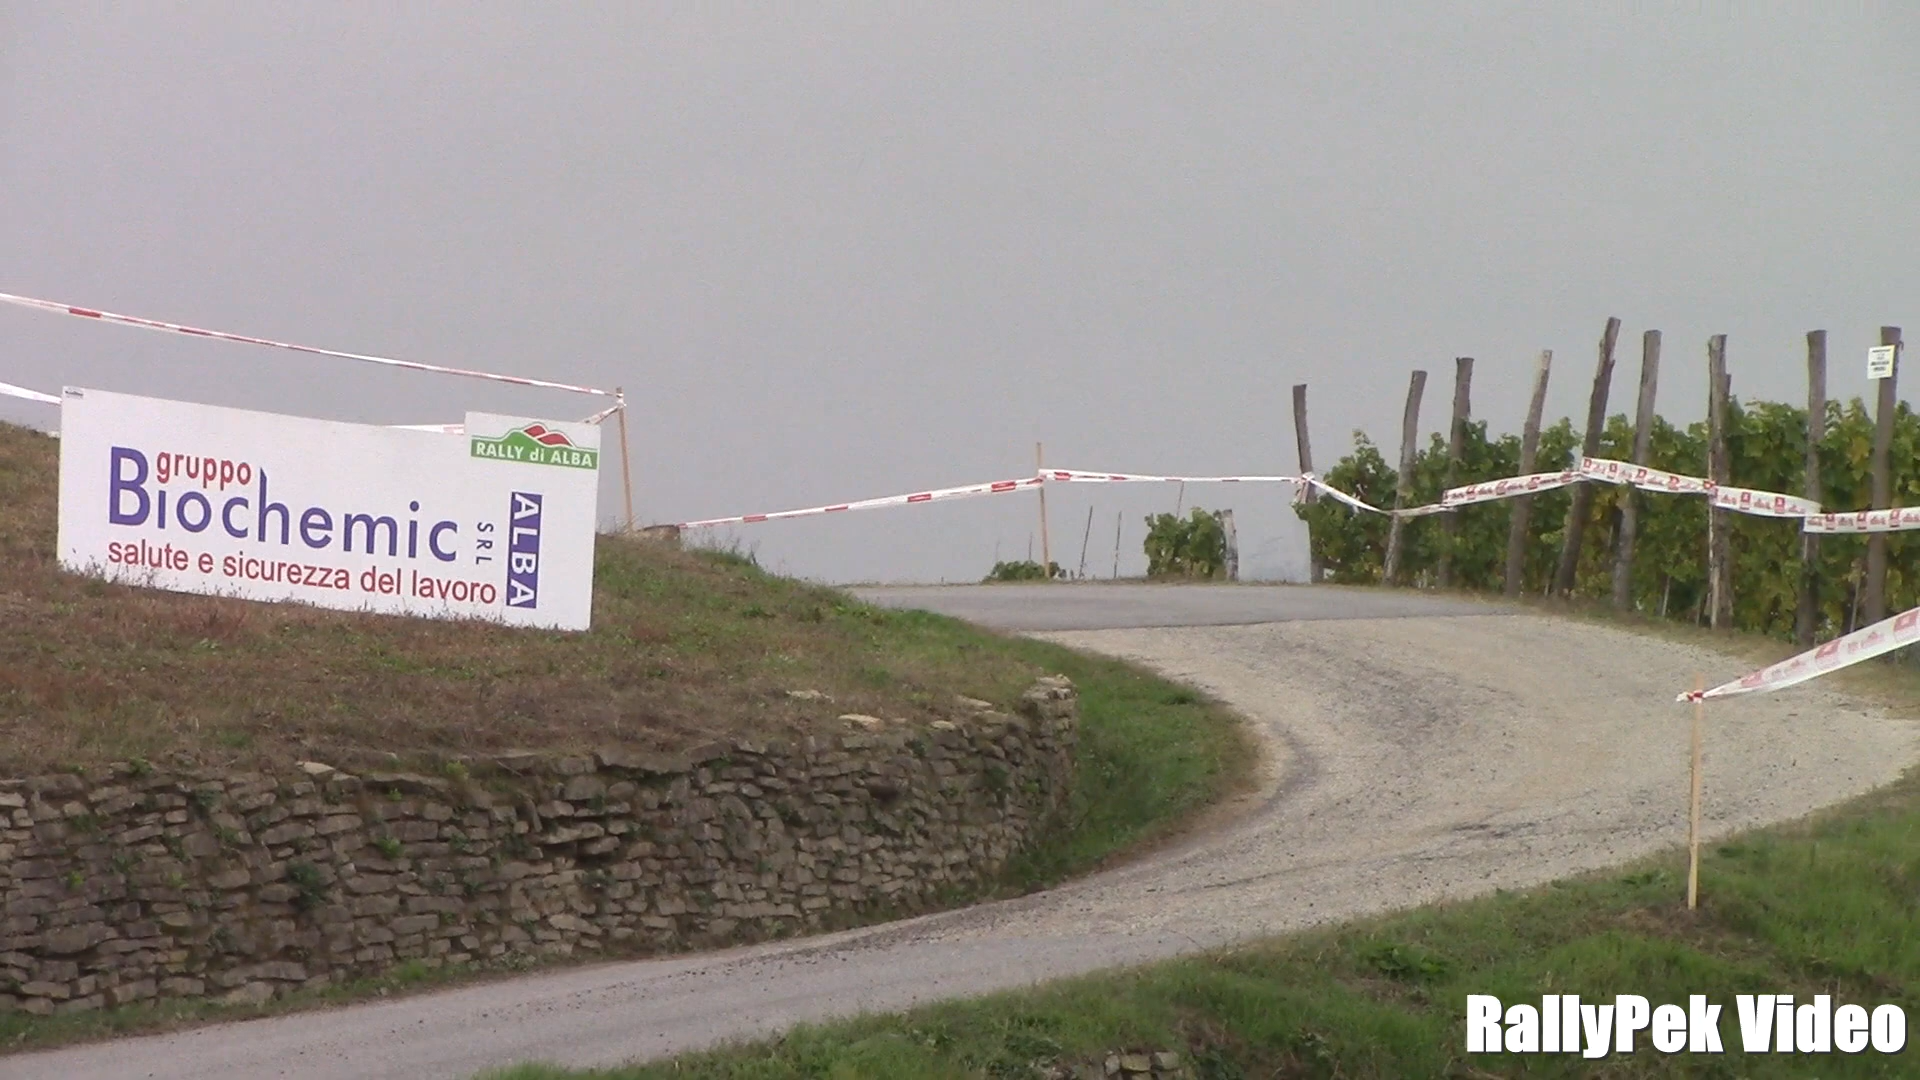 RALLY di ALBA
gruppo
Biochemic
SRL
ALBA
salute e sicurezza del lavoro
RallyPek Video